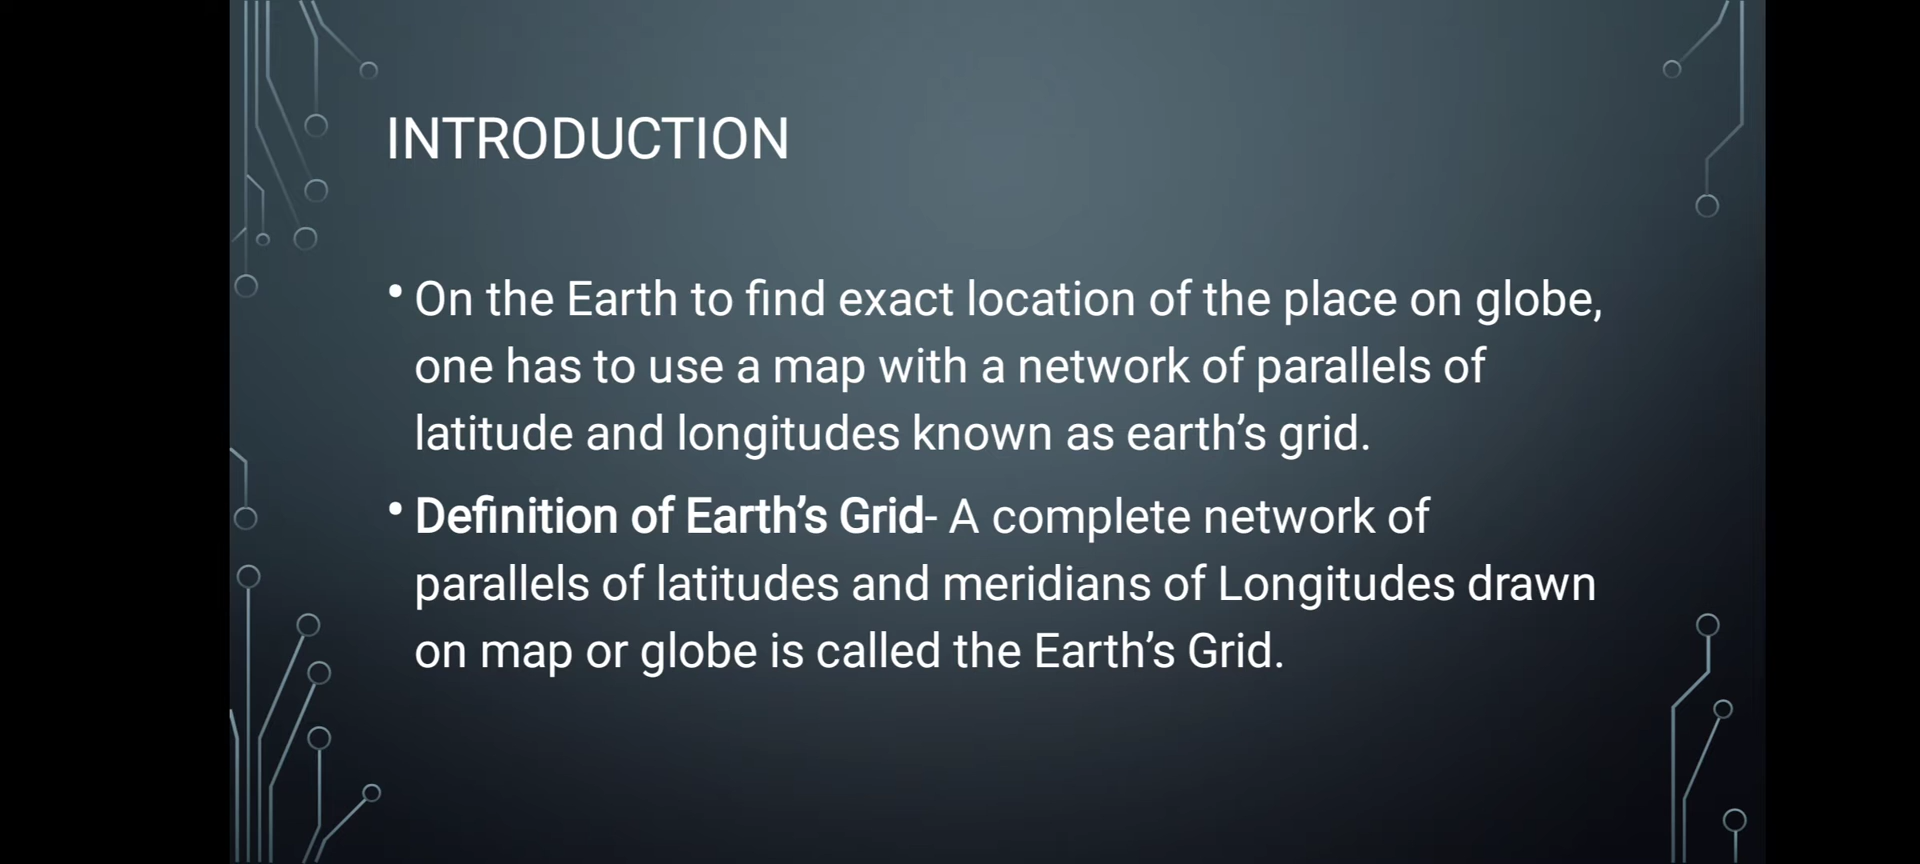 INTRODUCTION
• On the Earth to find exact location of the place on globe,
one has to use a map with a network of parallels of
latitude and longitudes known as earth’s grid.
• Definition of Earth’s Grid- A complete network of
parallels of latitudes and meridians of Longitudes drawn
on map or globe is called the Earth’s Grid.